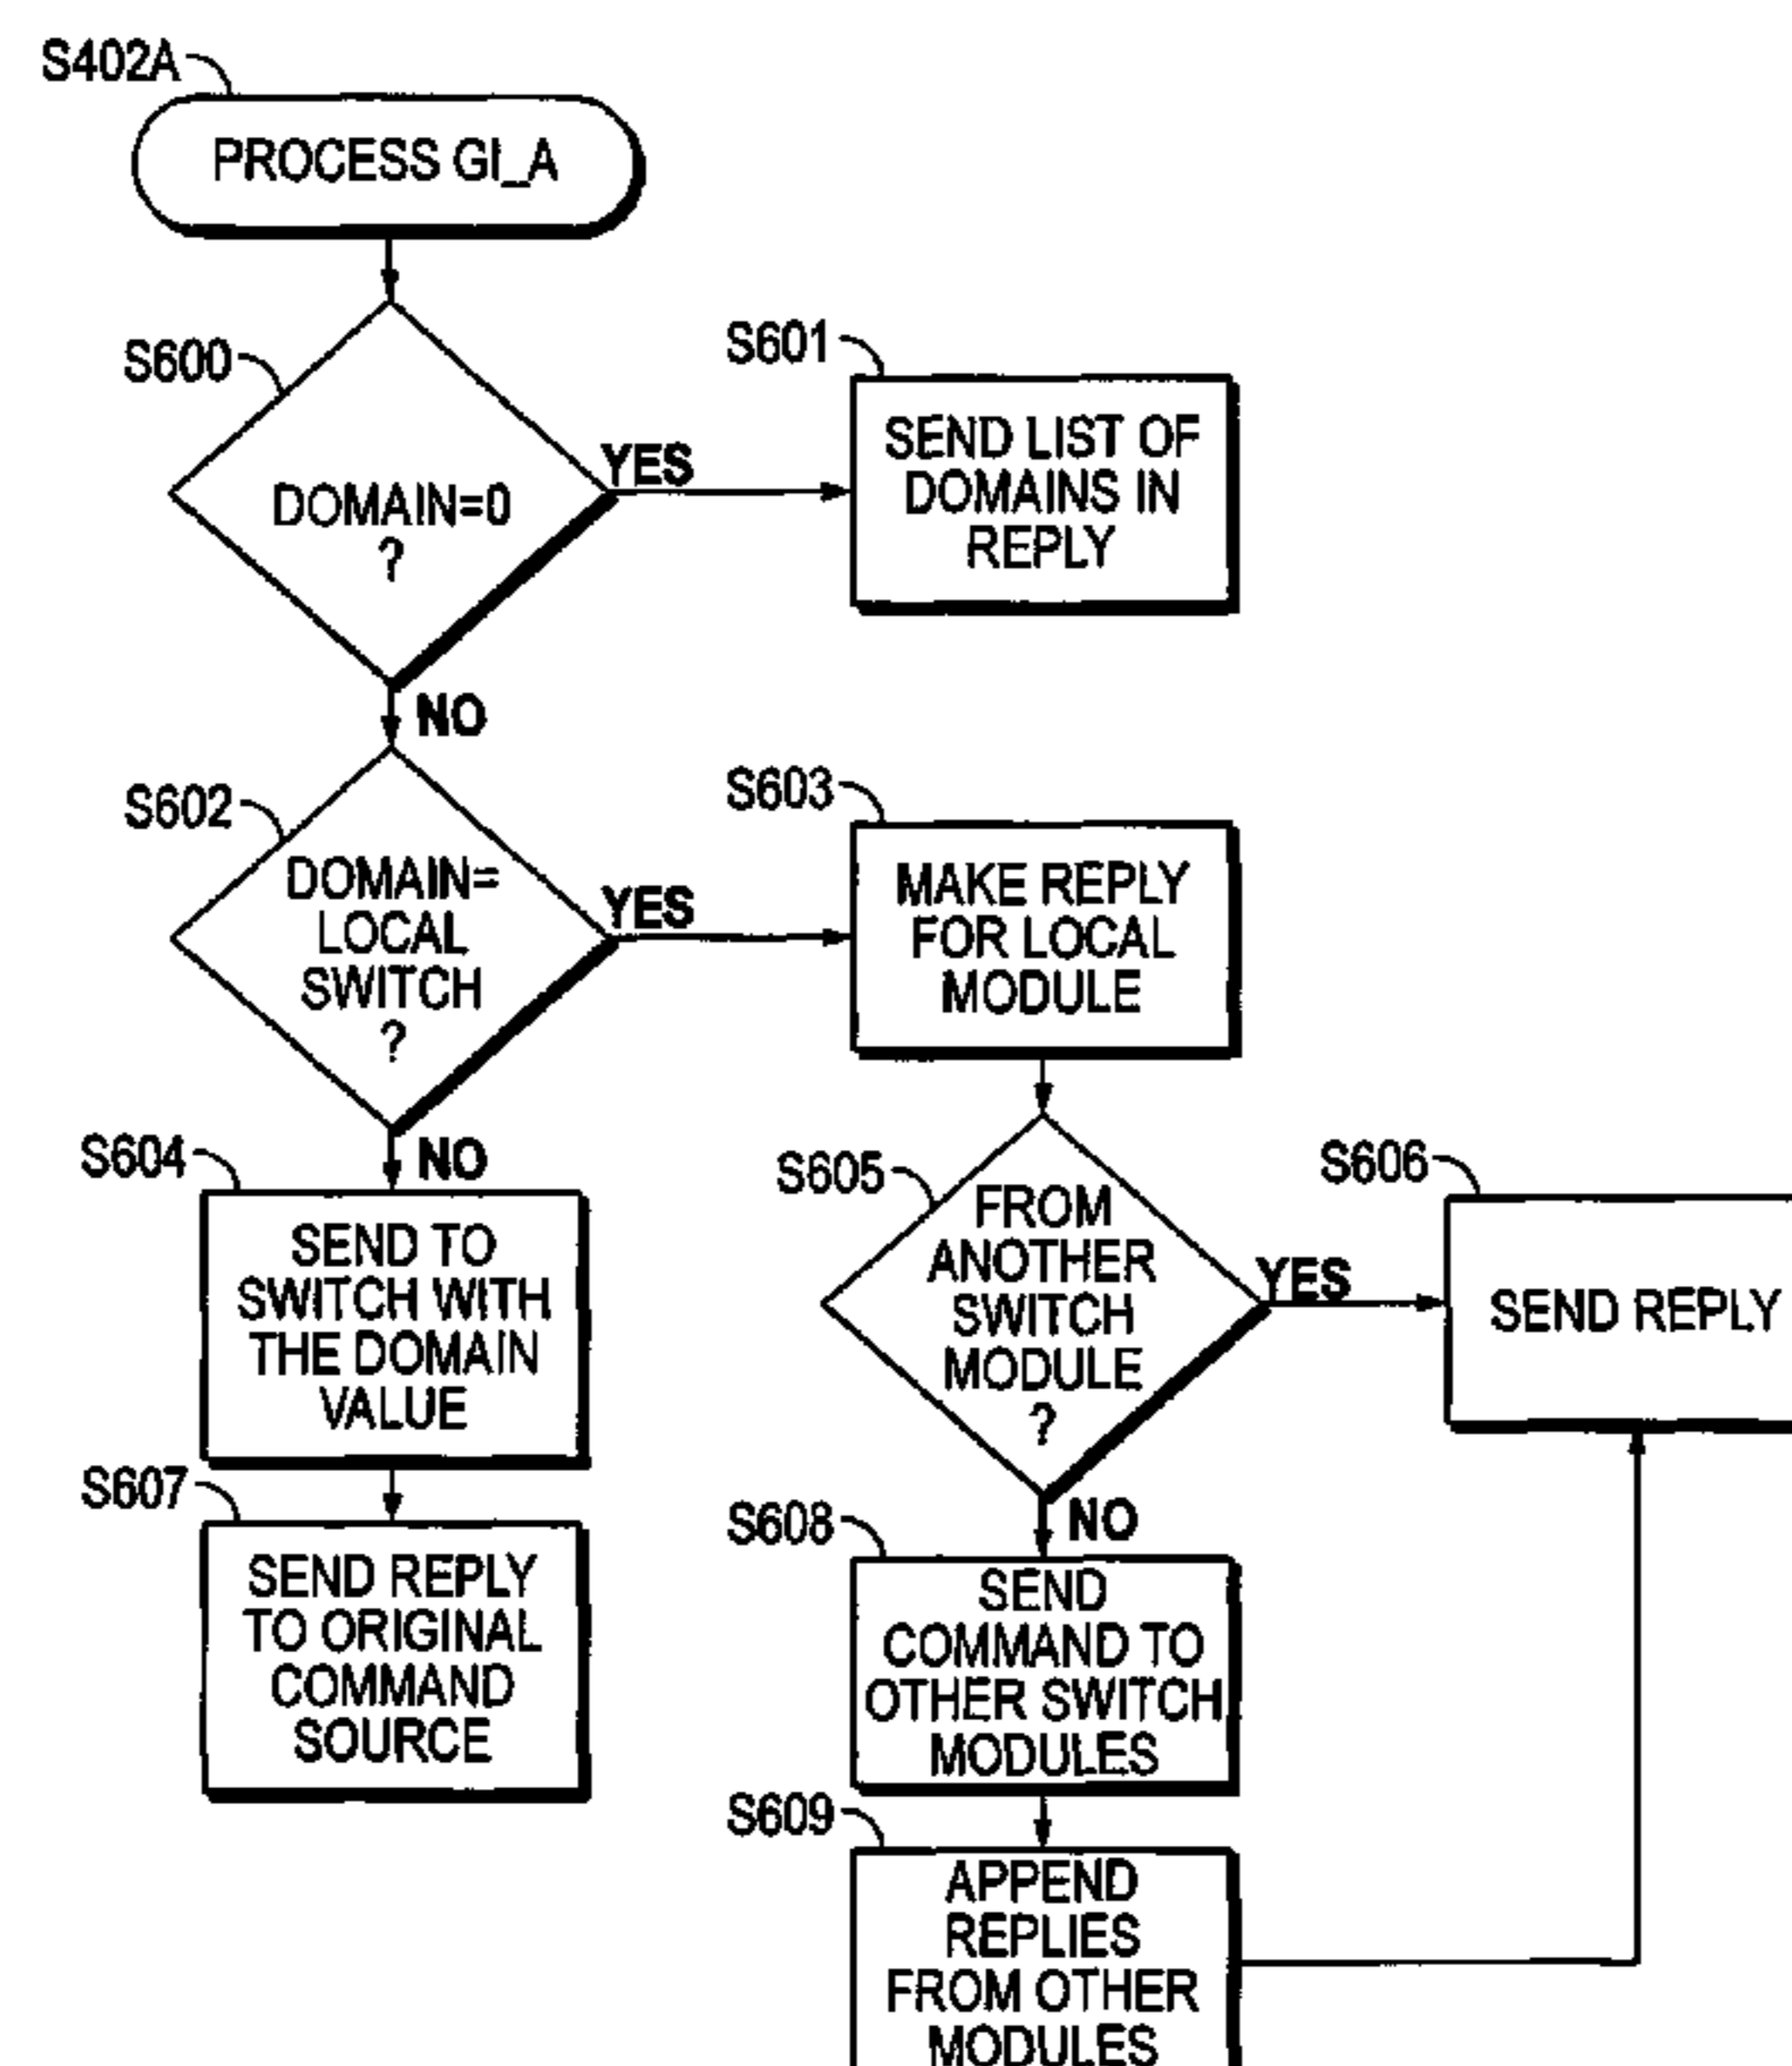 S402A
PROCESS GI_A
S600
DOMAIN=0
?
YES
NO
S601
SEND LIST OF
DOMAINS IN
REPLY
S602
DOMAIN=
LOCAL
SWITCH
?
YES
NO
S603
MAKE REPLY
FOR LOCAL
MODULE
S604
SEND TO
SWITCH WITH
THE DOMAIN
VALUE
S605
FROM
ANOTHER
SWITCH
MODULE
?
YES
NO
S606
SEND REPLY
S607
SEND REPLY
TO ORIGINAL
COMMAND
SOURCE
S608
SEND
COMMAND TO
OTHER SWITCH
MODULES
S609
APPEND
REPLIES
FROM OTHER
MODULES